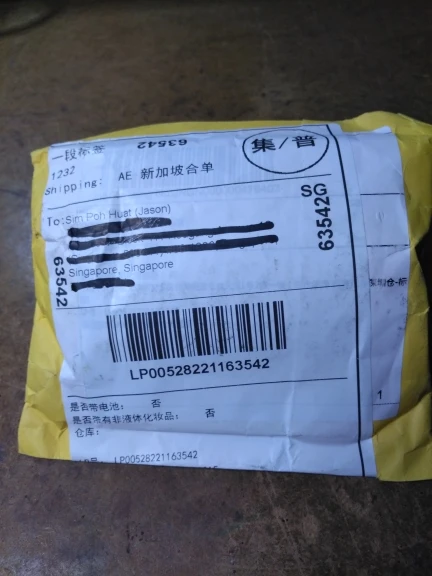 一段标签
63542
集/普
1232
Shipping: AE 新加坡合单
SG
To:Sim Poh Huat (Jason)
63542
Singapore, Singapore
63542
LP00528221163542
1
是否带电池: 否
是否带有非液体化妆品: 否
仓库:
LP00528221163542